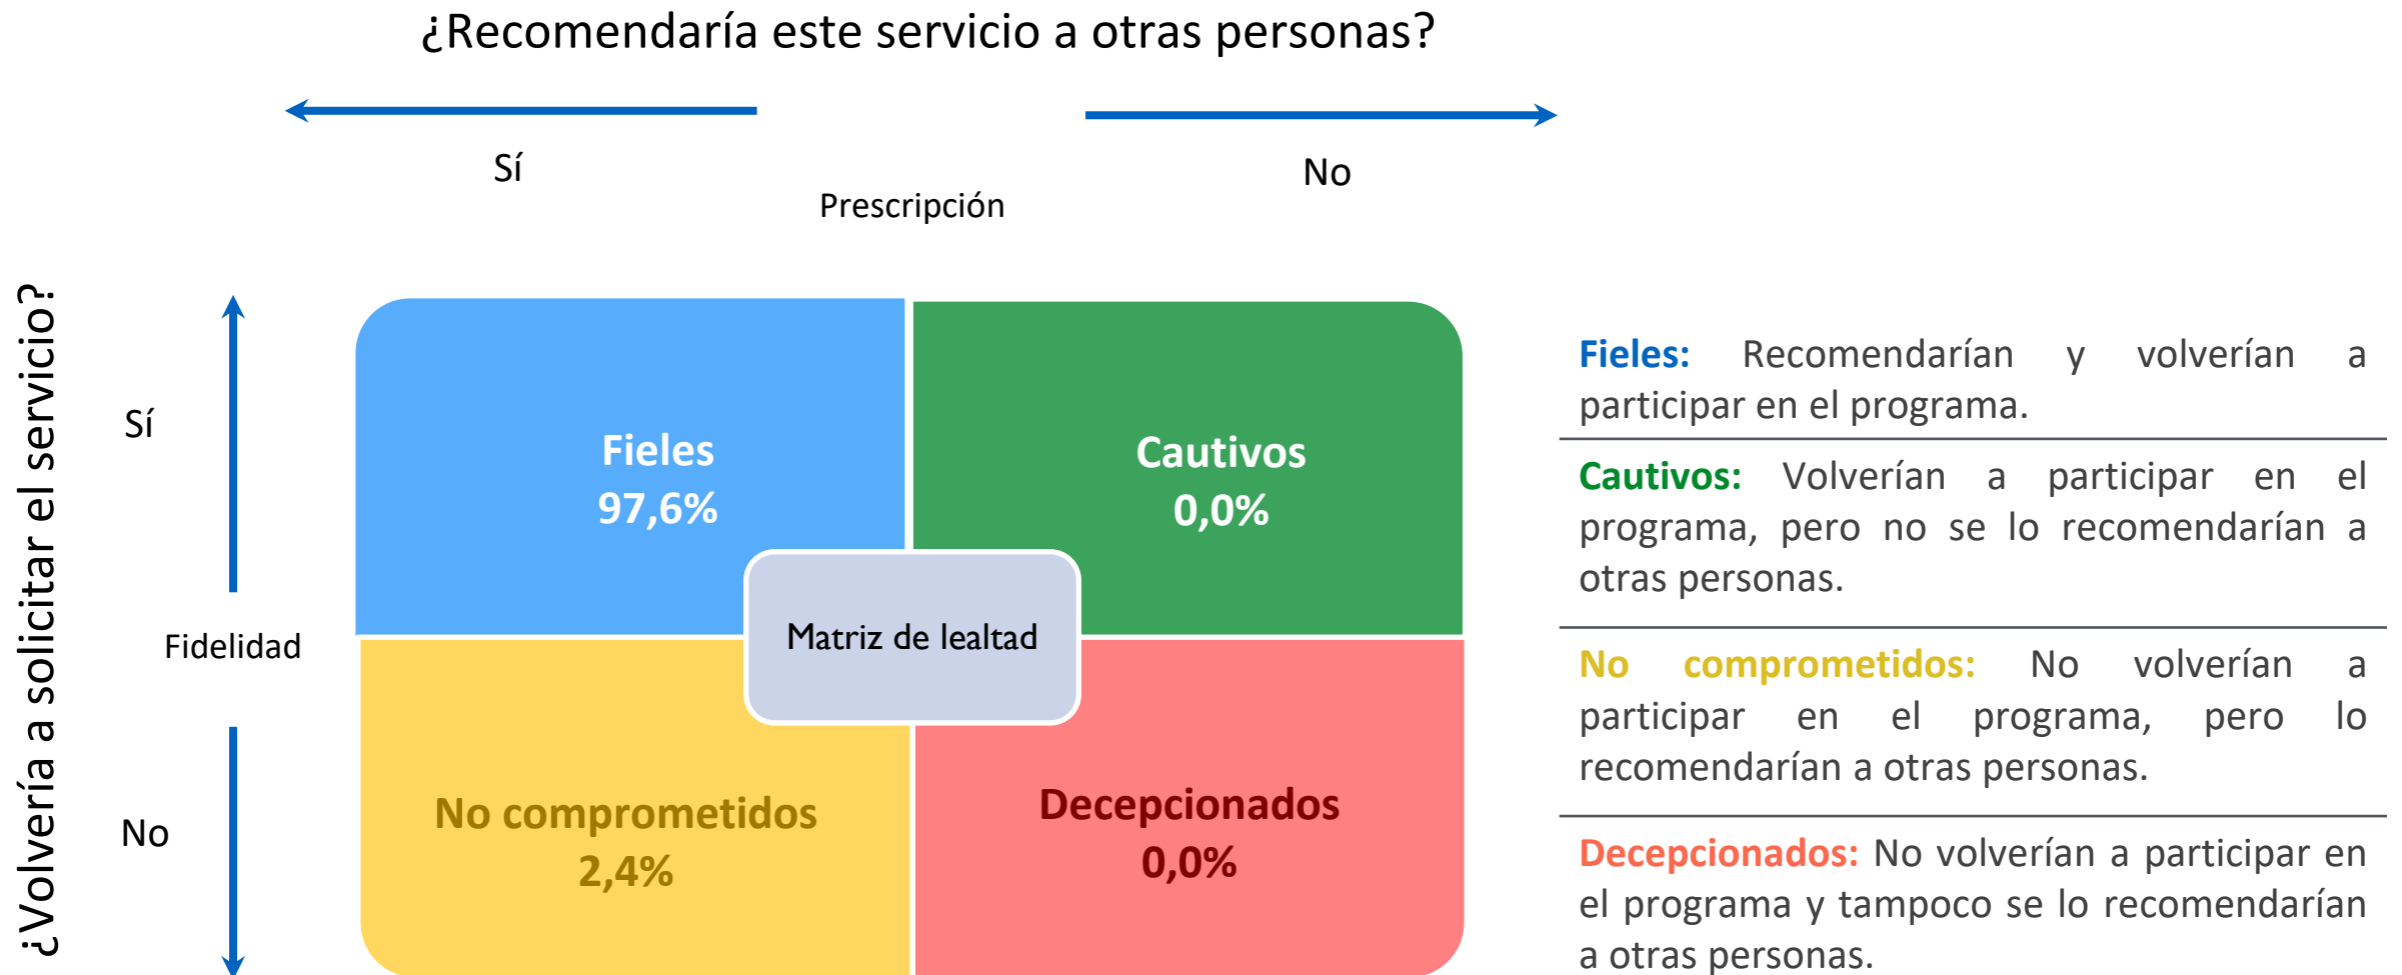 ¿Recomendaría este servicio a otras personas?
Sí
No
Prescripción
¿Volvería a solicitar el servicio?
Sí
Fidelidad
No
Fieles
97,6%
Cautivos
0,0%
Matriz de lealtad
No comprometidos
2,4%
Decepcionados
0,0%
Fieles: Recomendarían y volverían a
participar en el programa.
Cautivos: Volverían a participar en el
programa, pero no se lo recomendarían a
otras personas.
No comprometidos: No volverían a
participar en el programa, pero lo
recomendarían a otras personas.
Decepcionados: No volverían a participar en
el programa y tampoco se lo recomendarían
a otras personas.